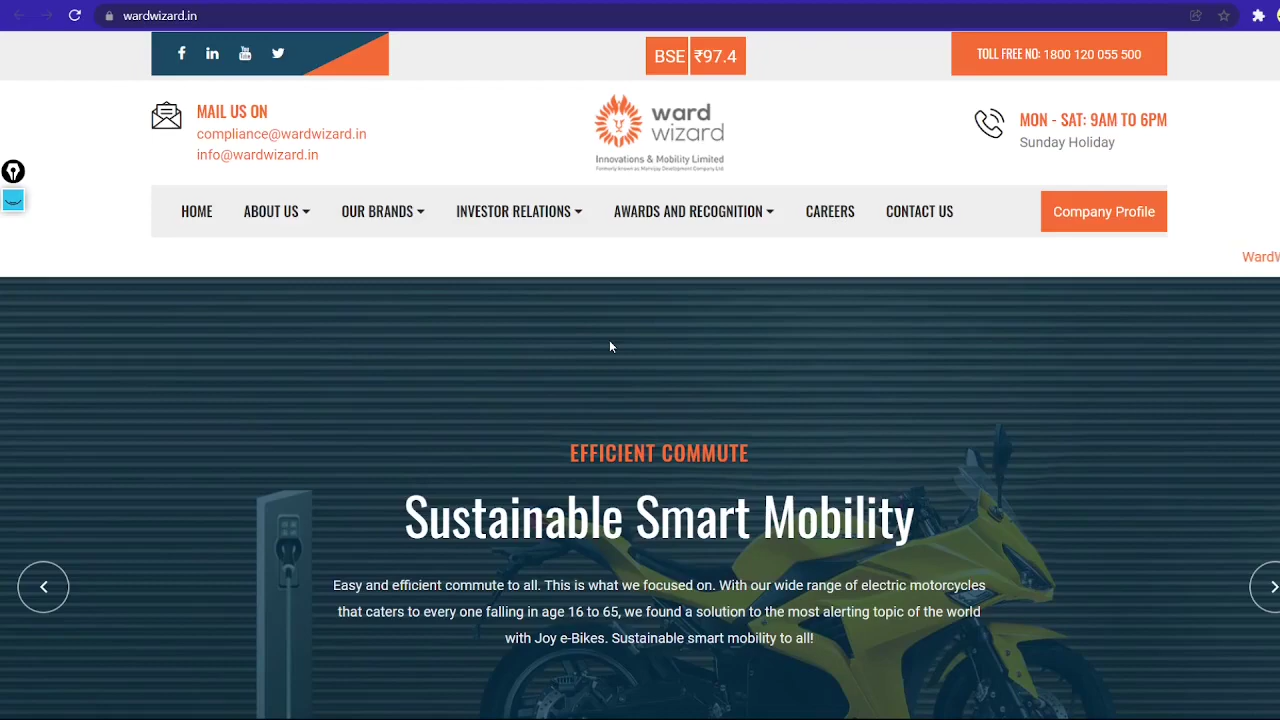 wardwizard.in
BSE ₹97.4
TOLL FREE NO: 1800 120 055 500
MAIL US ON
compliance@wardwizard.in
info@wardwizard.in
ward
wizard
Innovations & Mobility Limited
Formerly known as Manvijay Development Company Ltd
MON - SAT: 9AM TO 6PM
Sunday Holiday
HOME ABOUT US OUR BRANDS INVESTOR RELATIONS AWARDS AND RECOGNITION CAREERS CONTACT US Company Profile
WardW
EFFICIENT COMMUTE
Sustainable Smart Mobility
Easy and efficient commute to all. This is what we focused on. With our wide range of electric motorcycles
that caters to every one falling in age 16 to 65, we found a solution to the most alerting topic of the world
with Joy e-Bikes. Sustainable smart mobility to all!